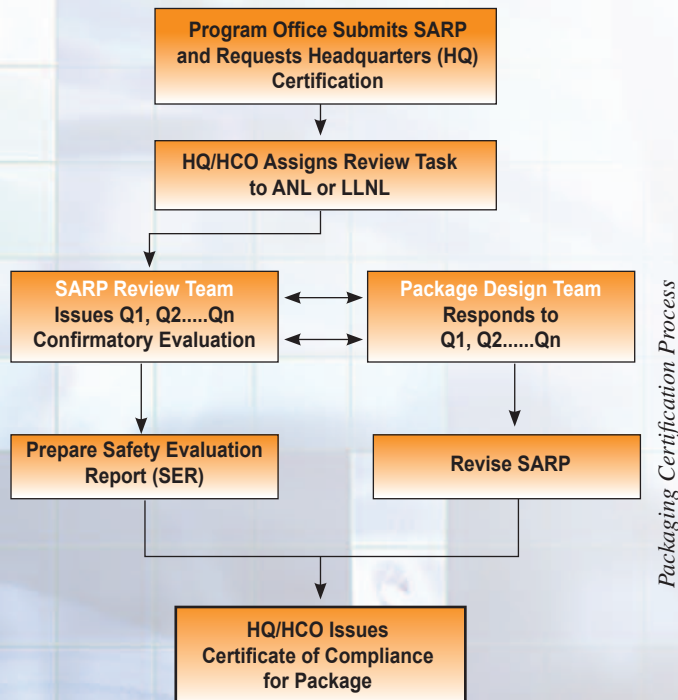 Program Office Submits SARP
and Requests Headquarters (HQ)
Certification
HQ/HCO Assigns Review Task
to ANL or LLNL
SARP Review Team
Issues Q1, Q2.....Qn
Confirmatory Evaluation
Package Design Team
Responds to
Q1, Q2......Qn
Prepare Safety Evaluation
Report (SER)
Revise SARP
HQ/HCO Issues
Certificate of Compliance
for Package
Packaging Certification Process